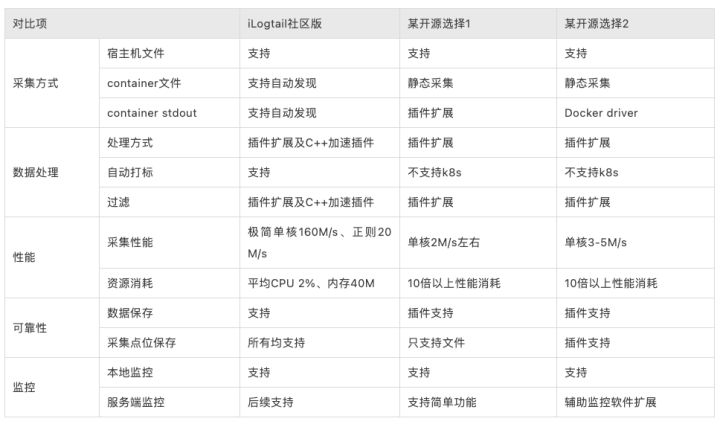 对比项 iLogtail社区版 某开源选择1 某开源选择2
采集方式 宿主机文件 支持 支持 支持
container文件 支持自动发现 静态采集 静态采集
container stdout 支持自动发现 插件扩展 Docker driver
数据处理 处理方式 插件扩展及C++加速插件 插件扩展 插件扩展
自动打标 支持 不支持k8s 不支持k8s
过滤 插件扩展及C++加速插件 插件扩展 插件扩展
性能 采集性能 极简单核160M/s、正则20
M/s 单核2M/s左右 单核3-5M/s
资源消耗 平均CPU 2%、内存40M 10倍以上性能消耗 10倍以上性能消耗
可靠性 数据保存 支持 插件支持 插件支持
采集点位保存 所有均支持 只支持文件 插件支持
监控 本地监控 支持 支持 支持
服务端监控 后续支持 支持简单功能 辅助监控软件扩展